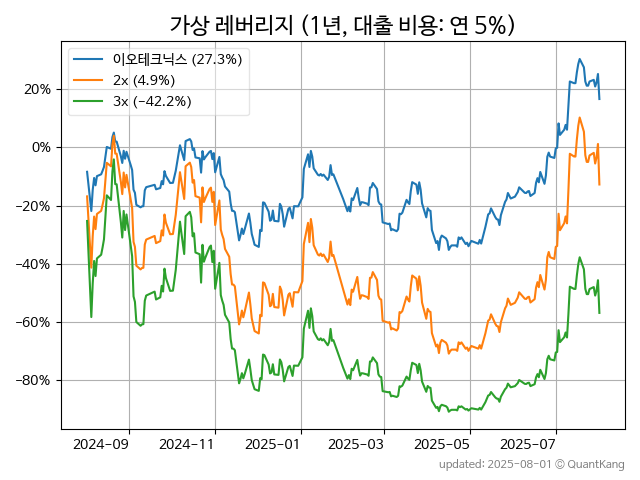 가상 레버리지 (1년, 대출 비용: 연 5%)
이오테크닉스 (27.3%)
2x (4.9%)
3x (−42.2%)
20%
0%
−20%
−40%
−60%
−80%
2024-09 2024-11 2025-01 2025-03 2025-05 2025-07
updated: 2025-08-01 © QuantKang